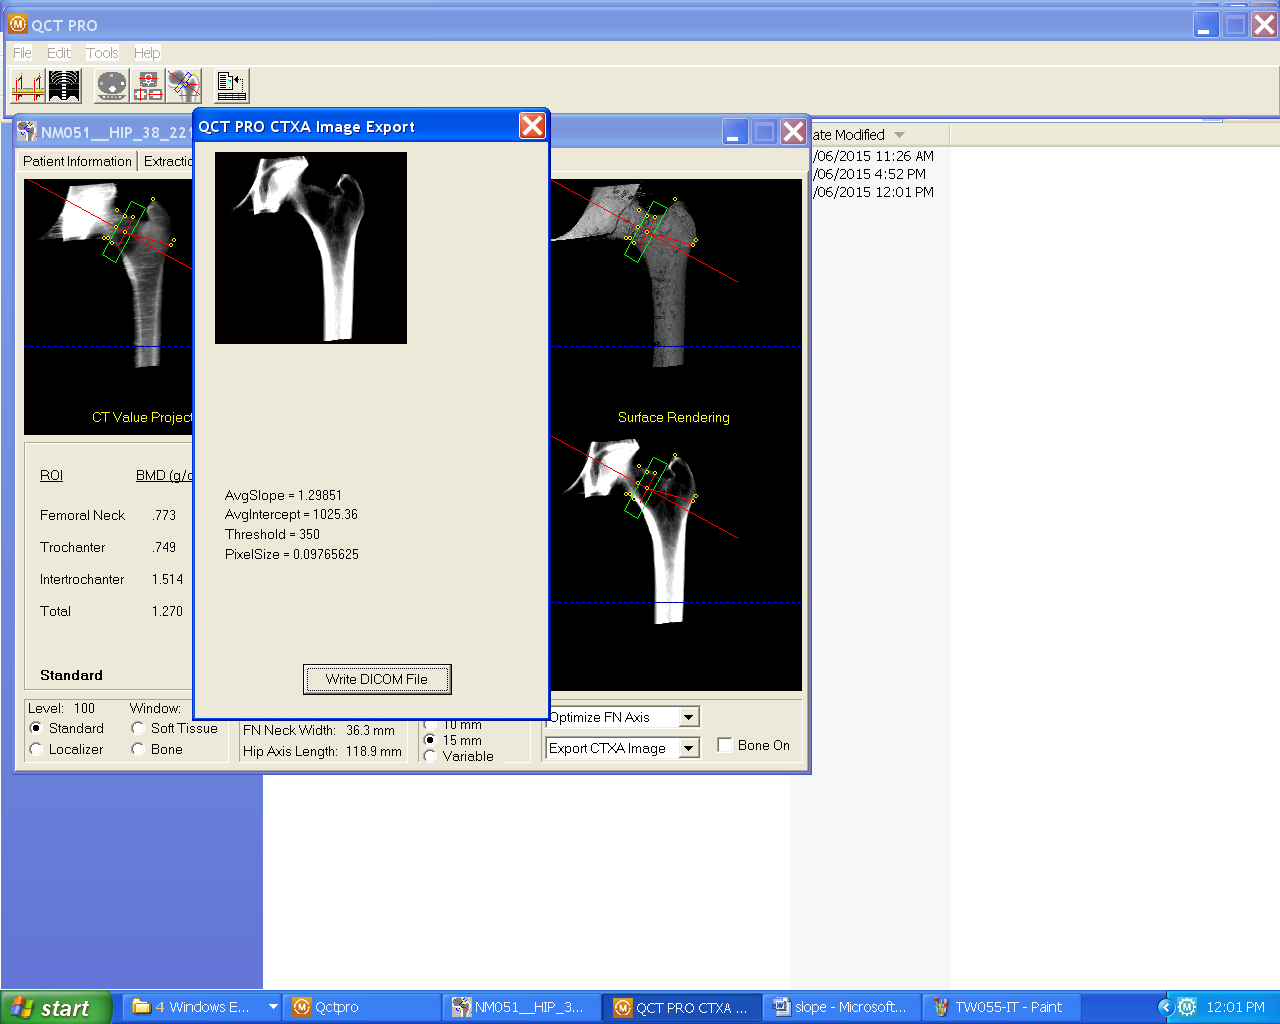 QCT PRO
File Edit Tools Help
NM051__HIP_38_22
QCT PRO CTXA Image Export
ate Modified
Patient Information
/06/2015 11:26 AM
/06/2015 4:52 PM
/06/2015 12:01 PM
CT Value
Surface Rendering
ROI
BMD
Femoral Neck .773
Trochanter .749
Intertrochanter 1.514
Total 1.270
Standard
AvgSlope = 1.29851
AvgIntercept = 1025.36
Threshold = 350
PixelSize = 0.09765625
Write DICOM File
Level: 100
Window:
Standard
Soft Tissue
Localizer
Bone
FN Neck Width: 36.3 mm
Hip Axis Length: 118.9 mm
10 mm
15 mm
Variable
Optimize FN Axis
Export CTXA Image
Bone On
start
4 Windows E...
Qctpro
NM051__HIP_3...
QCT PRO CTXA ...
slope - Microsoft...
TW055-IT - Paint
12:01 PM